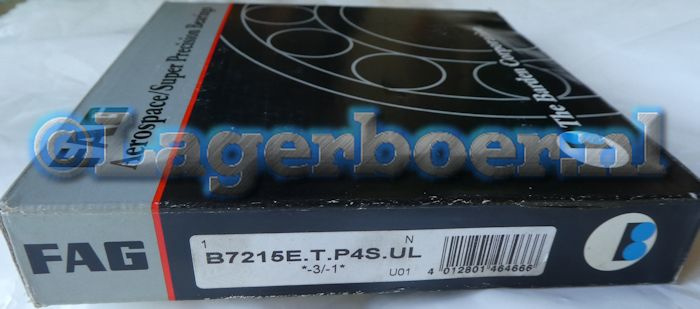 FAG
Aerospace/Super Precision Bearings
The Barden Corporation
©Lagerboer.nl
FAG
1 N
B7215E.T.P4S.UL
*-3/-1* U01
4 012801 464666
B